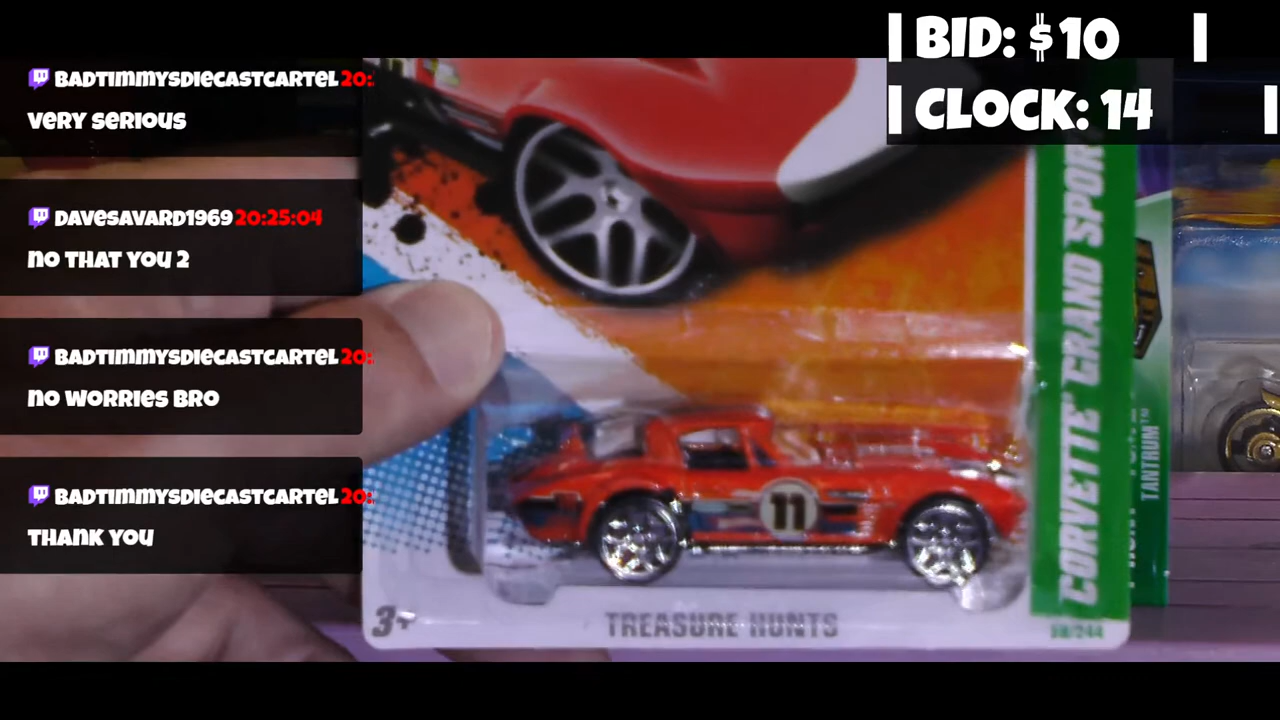 BADTIMMYSDIECASTCARTEL 20:
VERY SERIOUS
DAVESAVARD1969 20:25:04
NO THAT YOU 2
BADTIMMYSDIECASTCARTEL 20:
NO WORRIES BRO
BADTIMMYSDIECASTCARTEL 20:
THANK YOU
| BID: $10 |
| CLOCK: 14 |
CORVETTE GRAND SPORT
TANTRUM™
11
3+
TREASURE HUNTS